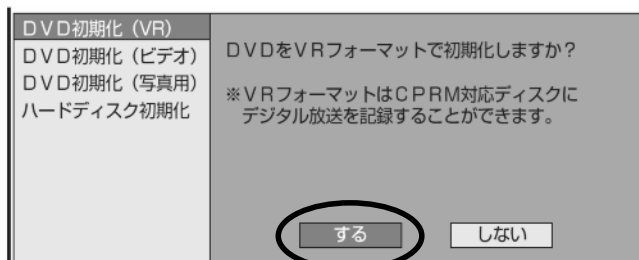 DVD初期化（VR）
DVD初期化（ビデオ）
DVD初期化（写真用）
ハードディスク初期化
DVDをVRフォーマットで初期化しますか？
※VRフォーマットはCPRM対応ディスクに
デジタル放送を記録することができます。
する
しない